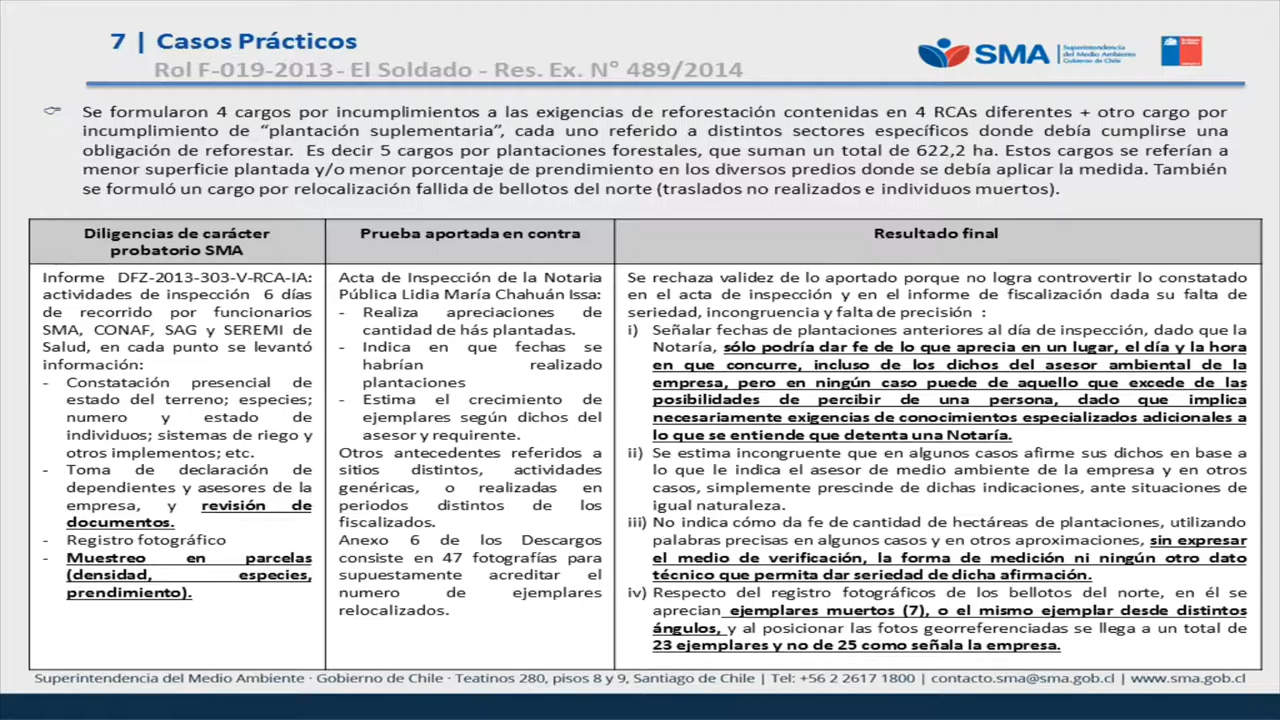 7 | Casos Prácticos
Rol F-019-2013 - El Soldado - Res. Ex. N° 489/2014
SMA
Superintendencia
del Medio Ambiente
Gobierno de Chile
Se formularon 4 cargos por incumplimientos a las exigencias de reforestación contenidas en 4 RCAs diferentes + otro cargo por
incumplimiento de “plantación suplementaria”, cada uno referido a distintos sectores específicos donde debía cumplirse una
obligación de reforestar. Es decir 5 cargos por plantaciones forestales, que suman un total de 622,2 ha. Estos cargos se referían a
menor superficie plantada y/o menor porcentaje de prendimiento en los diversos predios donde se debía aplicar la medida. También
se formuló un cargo por relocalización fallida de bellotos del norte (traslados no realizados e individuos muertos).
Diligencias de carácter
probatorio SMA
Informe DFZ-2013-303-V-RCA-IA:
actividades de inspección 6 días
de recorrido por funcionarios
SMA, CONAF, SAG y SEREMI de
Salud, en cada punto se levantó
información:
- Constatación presencial de
estado del terreno; especies;
numero y estado de
individuos; sistemas de riego y
otros implementos; etc.
- Toma de declaración de
dependientes y asesores de la
empresa, y revisión de
documentos.
- Registro fotográfico
- Muestreo en parcelas
(densidad, especies,
prendimiento).
Prueba aportada en contra
Acta de Inspección de la Notaria
Pública Lidia María Chahuán Issa:
- Realiza apreciaciones de
cantidad de hás plantadas.
- Indica en que fechas se
habrían realizado
plantaciones
- Estima el crecimiento de
ejemplares según dichos del
asesor y requirente.
Otros antecedentes referidos a
sitios distintos, actividades
genéricas, o realizadas en
periodos distintos de los
fiscalizados.
Anexo 6 de los Descargos
consiste en 47 fotografías para
supuestamente acreditar el
numero de ejemplares
relocalizados.
Resultado final
Se rechaza validez de lo aportado porque no logra controvertir lo constatado
en el acta de inspección y en el informe de fiscalización dada su falta de
seriedad, incongruencia y falta de precisión :
i) Señalar fechas de plantaciones anteriores al día de inspección, dado que la
Notaría, sólo podría dar fe de lo que aprecia en un lugar, el día y la hora
en que concurre, incluso de los dichos del asesor ambiental de la
empresa, pero en ningún caso puede de aquello que excede de las
posibilidades de percibir de una persona, dado que implica
necesariamente exigencias de conocimientos especializados adicionales a
lo que se entiende que detenta una Notaría.
ii) Se estima incongruente que en algunos casos afirme sus dichos en base a
lo que le indica el asesor de medio ambiente de la empresa y en otros
casos, simplemente prescinde de dichas indicaciones, ante situaciones de
igual naturaleza.
iii) No indica cómo da fe de cantidad de hectáreas de plantaciones, utilizando
palabras precisas en algunos casos y en otros aproximaciones, sin expresar
el medio de verificación, la forma de medición ni ningún otro dato
técnico que permita dar seriedad de dicha afirmación.
iv) Respecto del registro fotográficos de los bellotos del norte, en él se
aprecian ejemplares muertos (7), o el mismo ejemplar desde distintos
ángulos, y al posicionar las fotos georreferenciadas se llega a un total de
23 ejemplares y no de 25 como señala la empresa.
Superintendencia del Medio Ambiente · Gobierno de Chile · Teatinos 280, pisos 8 y 9, Santiago de Chile | Tel: +56 2 2617 1800 | contacto.sma@sma.gob.cl | www.sma.gob.cl